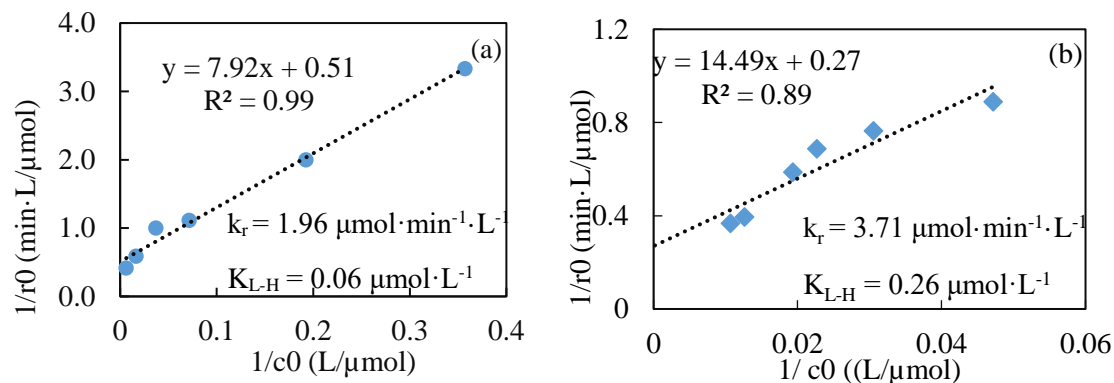 (a)
y = 7.92x + 0.51
R² = 0.99
k_r = 1.96 µmol·min⁻¹·L⁻¹
K_L-H = 0.06 µmol·L⁻¹
4.0
3.0
2.0
1.0
0.0
0
0.1
0.2
0.3
0.4
1/r0 (min·L/µmol)
1/c0 (L/µmol)
(b)
y = 14.49x + 0.27
R² = 0.89
k_r = 3.71 µmol·min⁻¹·L⁻¹
K_L-H = 0.26 µmol·L⁻¹
1.2
0.8
0.4
0
0
0.02
0.04
0.06
1/r0 (min·L/µmol)
1/ c0 ((L/µmol)